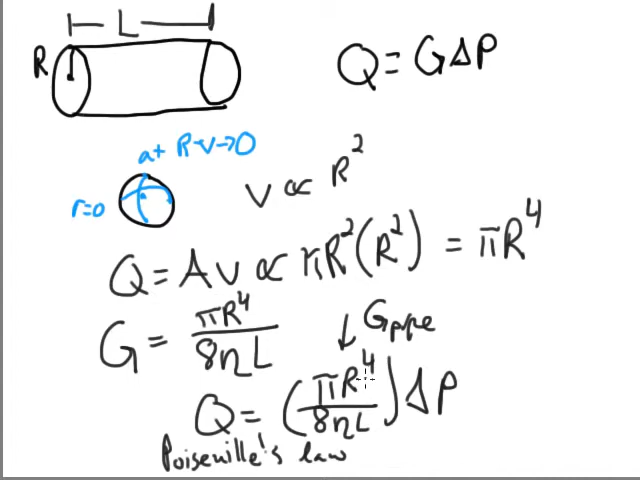 L
R
Q = GΔP
at R v→0
r=0
v ∝ R²
Q = Av ∝ πR²(R²) = πR⁴
G = πR⁴/8ηL
↓ Gpipe
Q = (πR⁴/8ηL) ΔP
Poiseuille's law